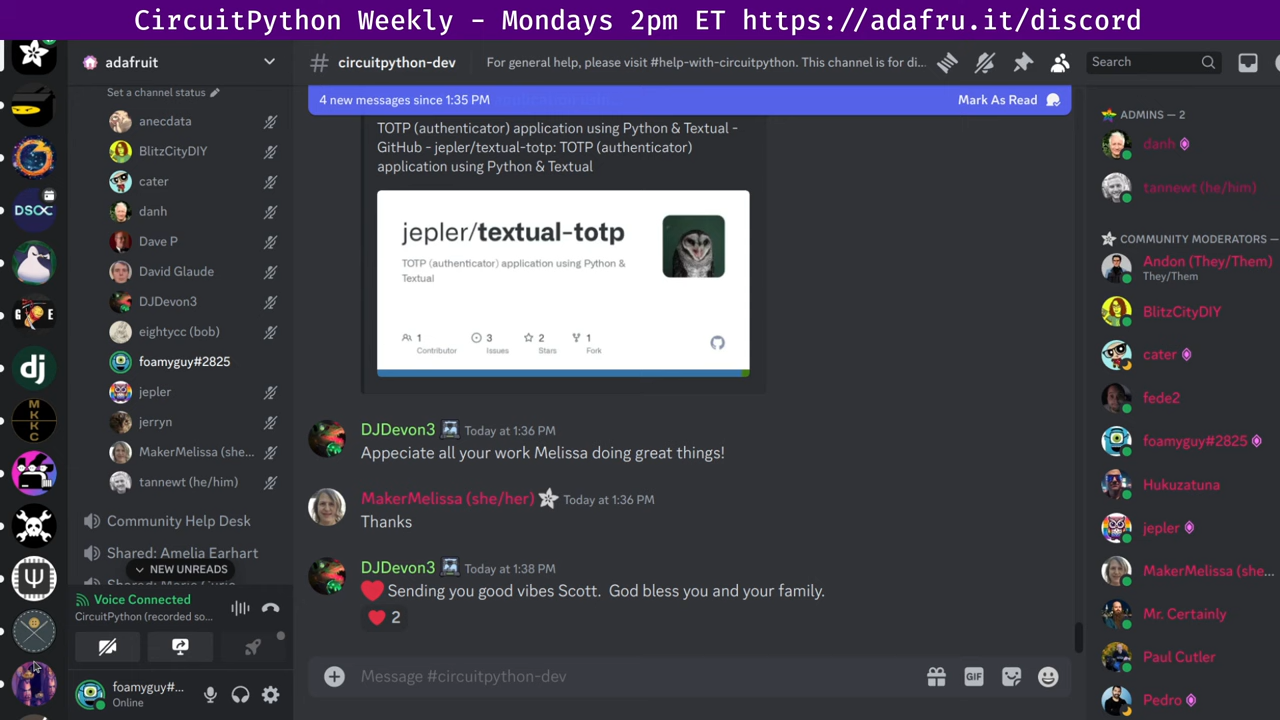 CircuitPython Weekly - Mondays 2pm ET https://adafru.it/discord
adafruit
Set a channel status
anecdata
BlitzCityDIY
cater
danh
Dave P
David Glaude
DJDevon3
eightycc (bob)
foamyguy#2825
jepler
jerryn
MakerMelissa (she...
tannewt (he/him)
Community Help Desk
Shared: Amelia Earhart
NEW UNREADS
Voice Connected
CircuitPython (recorded so...
foamyguy#...
Online
DSOC
G E
dj
M
K K
C
# circuitpython-dev
For general help, please visit #help-with-circuitpython. This channel is for di...
Search
4 new messages since 1:35 PM
Mark As Read
TOTP (authenticator) application using Python & Textual -
GitHub - jepler/textual-totp: TOTP (authenticator)
application using Python & Textual
jepler/textual-totp
TOTP (authenticator) application using Python &
Textual
1
Contributor
3
Issues
2
Stars
1
Fork
DJDevon3 Today at 1:36 PM
Appeciate all your work Melissa doing great things!
MakerMelissa (she/her) Today at 1:36 PM
Thanks
DJDevon3 Today at 1:38 PM
Sending you good vibes Scott. God bless you and your family.
2
Message #circuitpython-dev
GIF
ADMINS — 2
danh
tannewt (he/him)
COMMUNITY MODERATORS —
Andon (They/Them)
They/Them
BlitzCityDIY
cater
fede2
foamyguy#2825
Hukuzatuna
jepler
MakerMelissa (she...
Mr. Certainly
Paul Cutler
Pedro